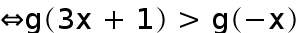 ⇔g(3x + 1) > g(−x)